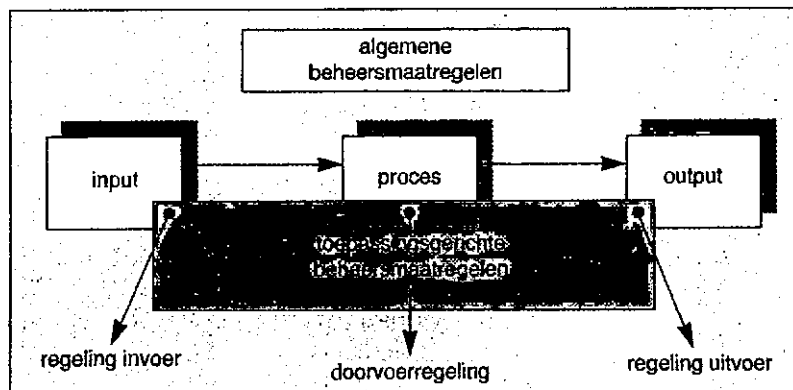 algemene
beheersmaatregelen
input
proces
output
toepassingsgerichte
beheersmaatregelen
regeling invoer
doorvoerregeling
regeling uitvoer